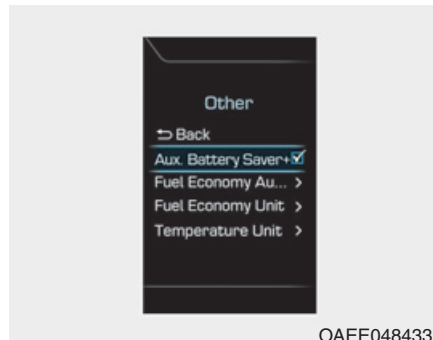 Other
Back
Aux. Battery Saver+
Fuel Economy Au...
Fuel Economy Unit
Temperature Unit
OAEE048433